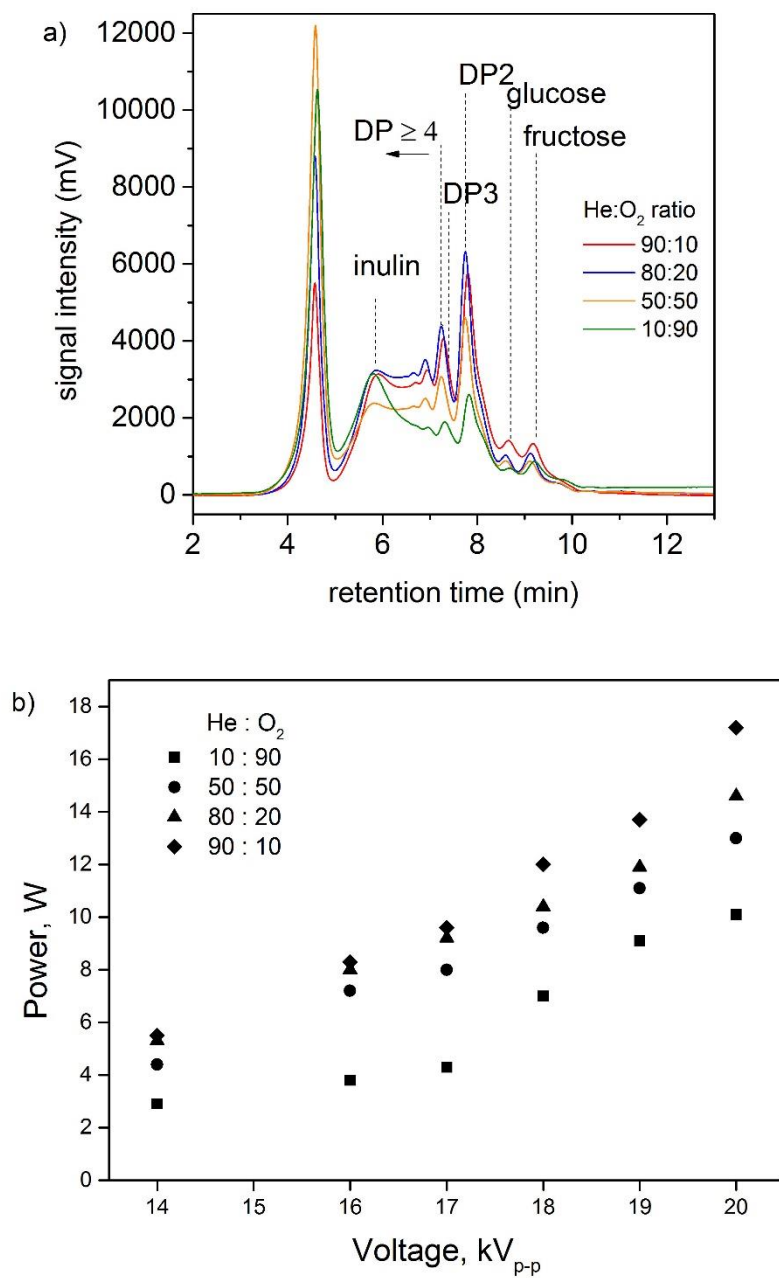 a)
12000
10000
8000
6000
4000
2000
0
signal intensity (mV)
DP2
glucose
DP ≥ 4
fructose
DP3
inulin
He:O₂ ratio
90:10
80:20
50:50
10:90
2 4 6 8 10 12
retention time (min)
b)
18
16
14
12
10
8
6
4
2
0
Power, W
He : O₂
10 : 90
50 : 50
80 : 20
90 : 10
14 15 16 17 18 19 20
Voltage, kVₚ₋ₚ